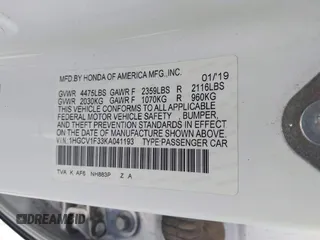 MFD. BY HONDA OF AMERICA MFG.,INC. 01/19
GVWR 4475LBS GAWR F 2359LBS R 2116LBS
GVWR 2030KG GAWR F 1070KG R 960KG
THIS VEHICLE CONFORMS TO ALL APPLICABLE
FEDERAL MOTOR VEHICLE SAFETY, BUMPER,
AND THEFT PREVENTION STANDARDS IN EFFECT
ON THE DATE OF MANUFACTURE SHOWN ABOVE.
V.I.N.: 1HGCV1F33KA041193 TYPE:PASSENGER CAR
TVA K AF6 NH883P Z A
DREAMBID